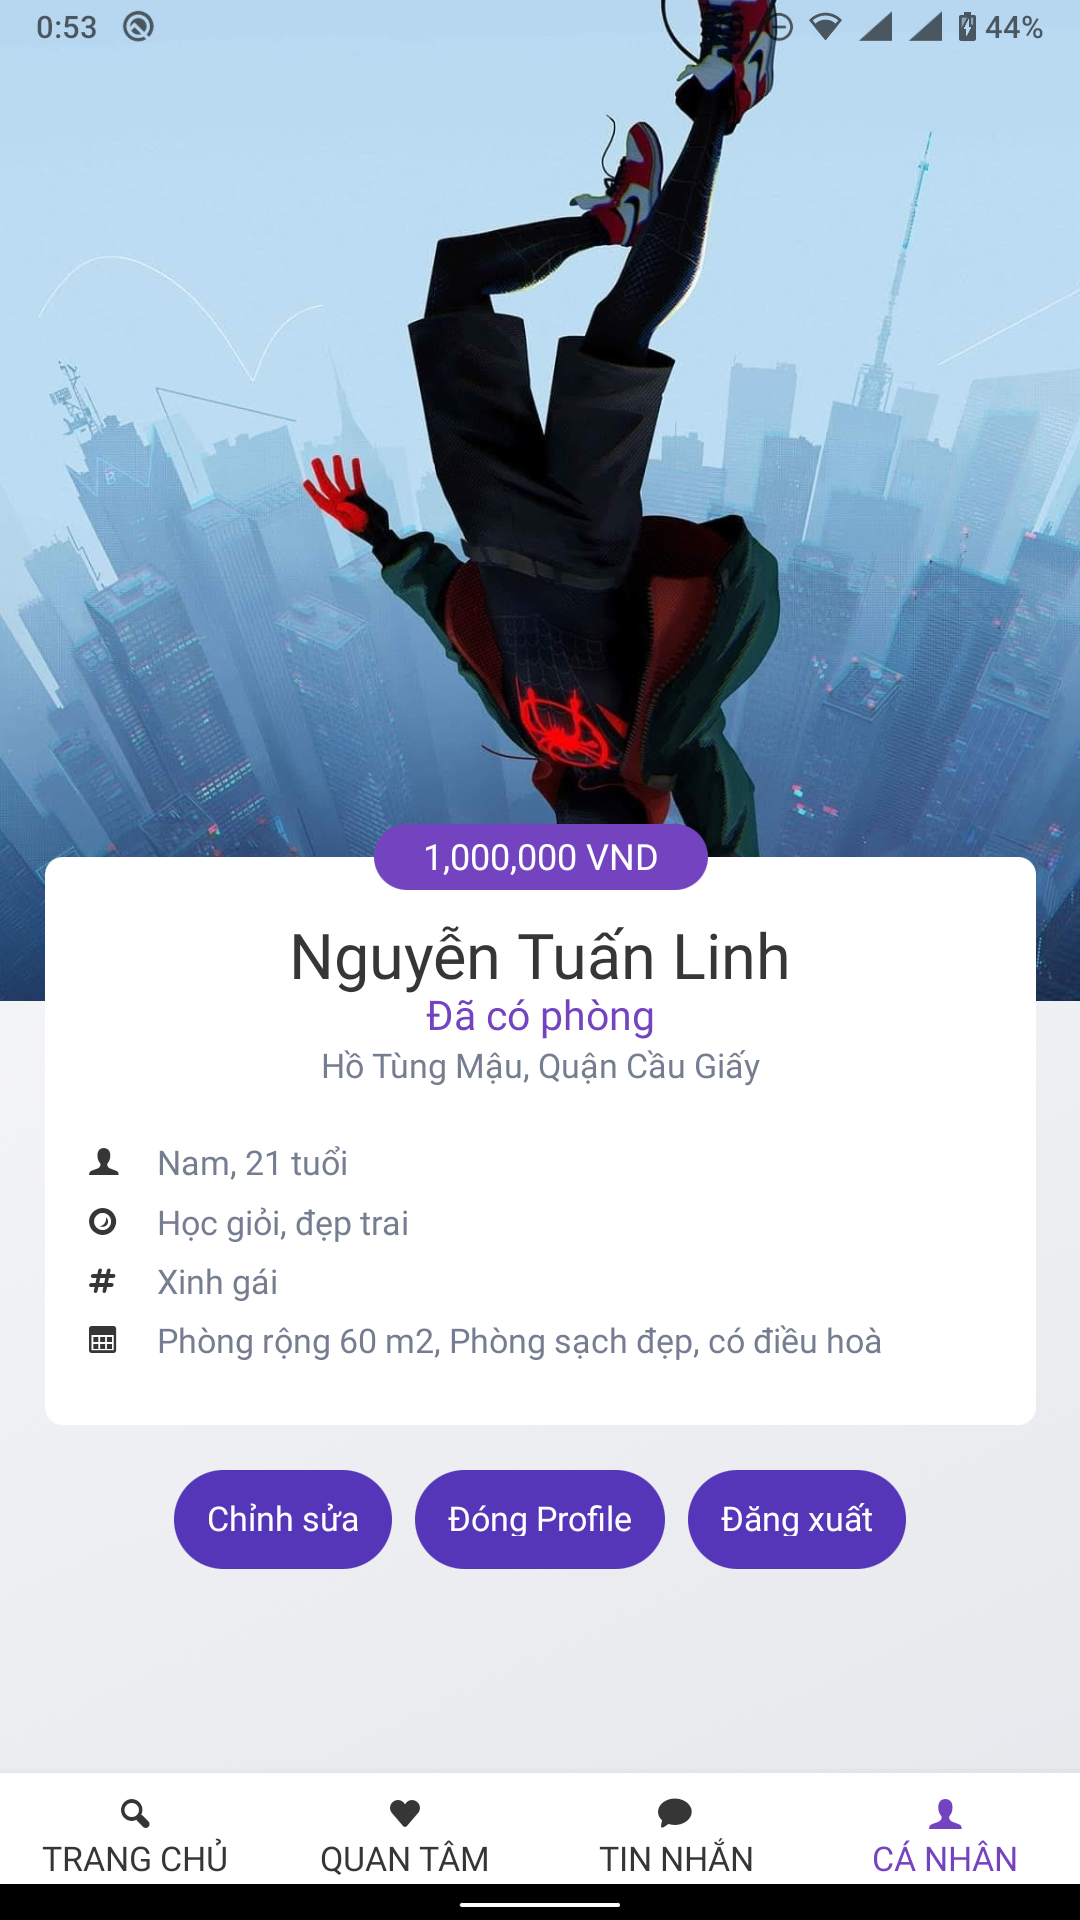 0:53
44%
1,000,000 VND
Nguyễn Tuấn Linh
Đã có phòng
Hồ Tùng Mậu, Quận Cầu Giấy
Nam, 21 tuổi
Học giỏi, đẹp trai
Xinh gái
Phòng rộng 60 m2, Phòng sạch đẹp, có điều hoà
Chỉnh sửa Đóng Profile Đăng xuất
TRANG CHỦ QUAN TÂM TIN NHẮN CÁ NHÂN